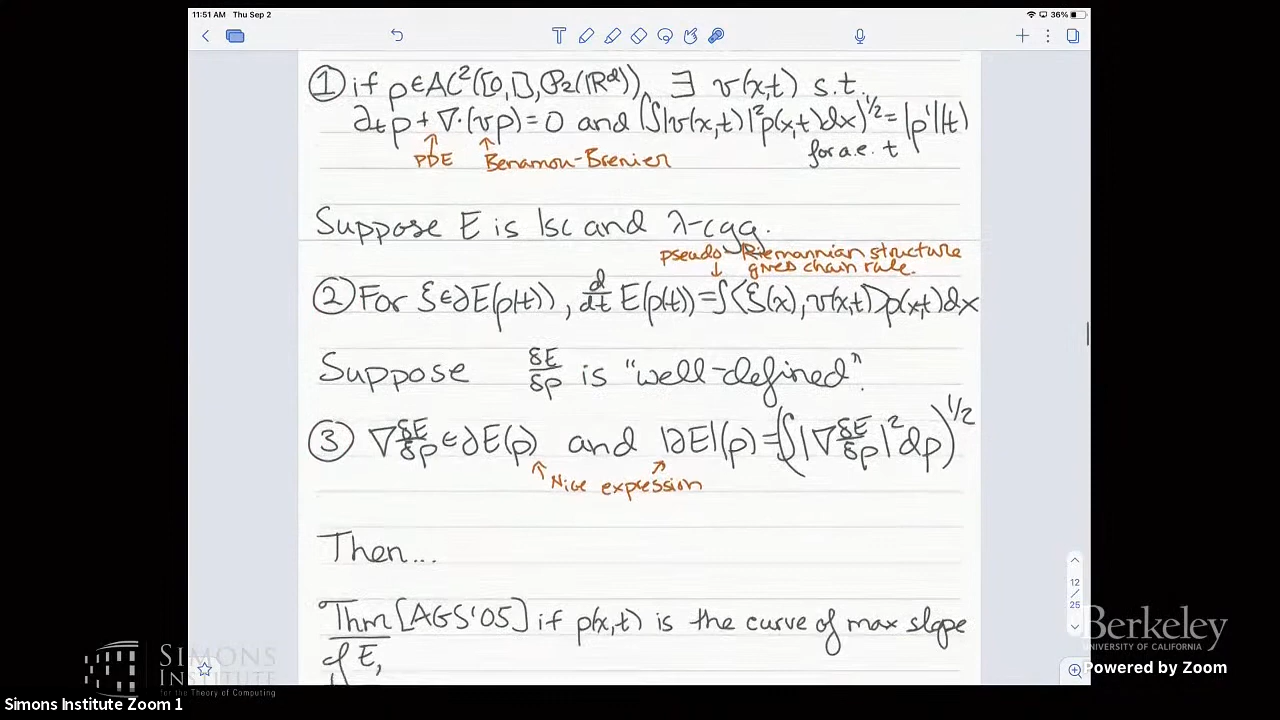 11:51 AM Thu Sep 2
36%
① if ρ∈AC²([0,1],P₂(ℝᵈ)), ∃ v(x,t) s.t.
∂tρ + ∇·(vρ) = 0 and (∫|v(x,t)|²ρ(x,t)dx)^1/2 = |ρ'|(t)
for a.e. t
↑ PDE ↑ Benamou-Brenier
Suppose E is lsc and λ-cgg.
pseudo-Riemannian structure
↓ gives chain rule.
② For ξ∈∂E(ρ(t)), d/dt E(ρ(t)) = ∫⟨ξ(x), v(x,t)⟩ρ(x,t)dx
Suppose δE/δρ is "well-defined".
③ ∇δE/δρ ∈ ∂E(ρ) and |∂E|(ρ) = (∫|∇δE/δρ|²dρ)^1/2
↑ Nice expression ↗
Then...
12
/
25
Thm [AGS'05] if ρ(x,t) is the curve of max slope
of E,
SIMONS
INSTITUTE
for the Theory of Computing
Berkeley
UNIVERSITY OF CALIFORNIA
Powered by Zoom
Simons Institute Zoom 1